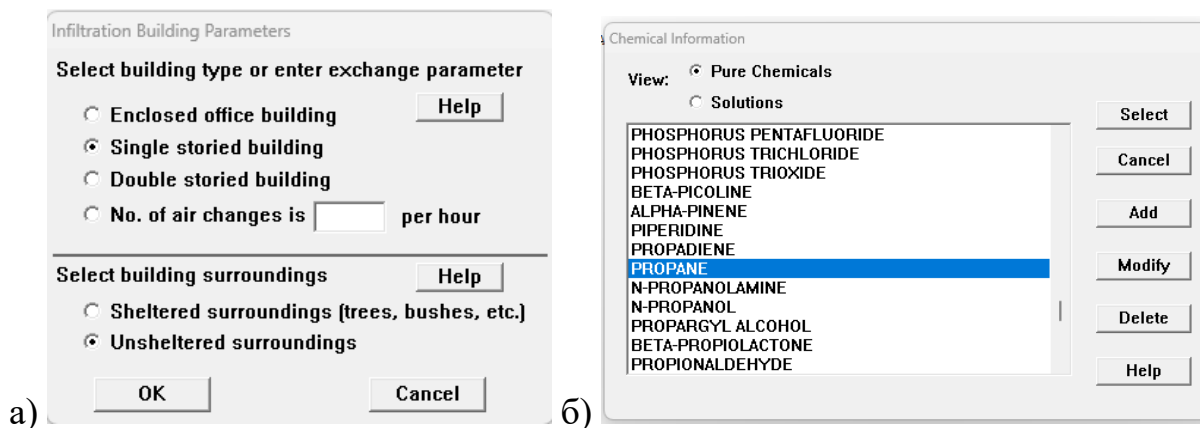 Infiltration Building Parameters
Select building type or enter exchange parameter
Enclosed office building
Help
Single storied building
Double storied building
No. of air changes is per hour
Select building surroundings
Help
Sheltered surroundings (trees, bushes, etc.)
Unsheltered surroundings
OK Cancel
а)
Chemical Information
View: Pure Chemicals
Solutions
PHOSPHORUS PENTAFLUORIDE
PHOSPHORUS TRICHLORIDE
PHOSPHORUS TRIOXIDE
BETA-PICOLINE
ALPHA-PINENE
PIPERIDINE
PROPADIENE
PROPANE
N-PROPANOLAMINE
N-PROPANOL
PROPARGYL ALCOHOL
BETA-PROPIOLACTONE
PROPIONALDEHYDE
Select
Cancel
Add
Modify
Delete
Help
б)